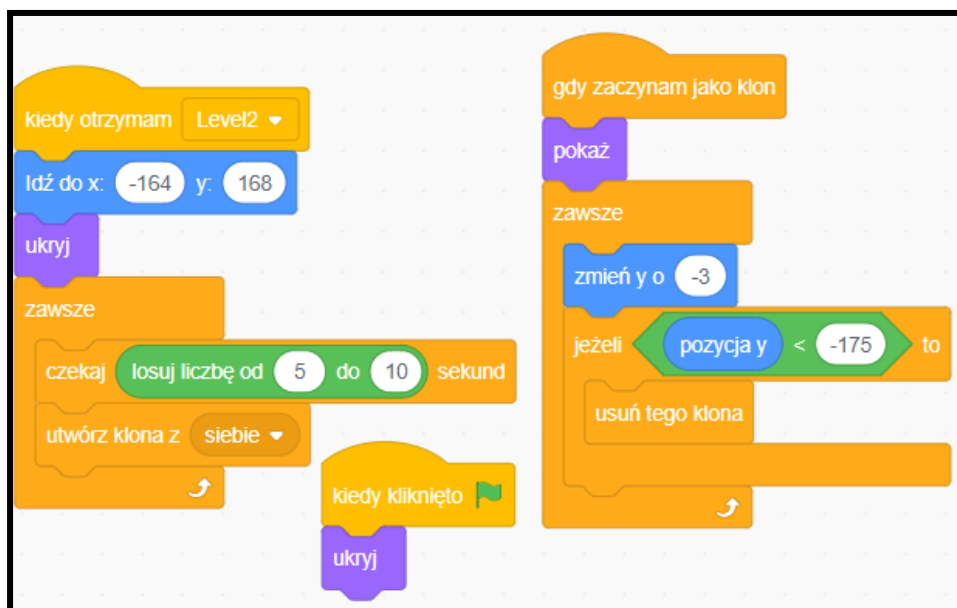 kiedy otrzymam Level2
Idź do x: -164 y: 168
ukryj
zawsze
czekaj losuj liczbę od 5 do 10 sekund
utwórz klona z siebie
kiedy kliknięto
ukryj
gdy zaczynam jako klon
pokaż
zawsze
zmień y o -3
jeżeli pozycja y < -175 to
usuń tego klona